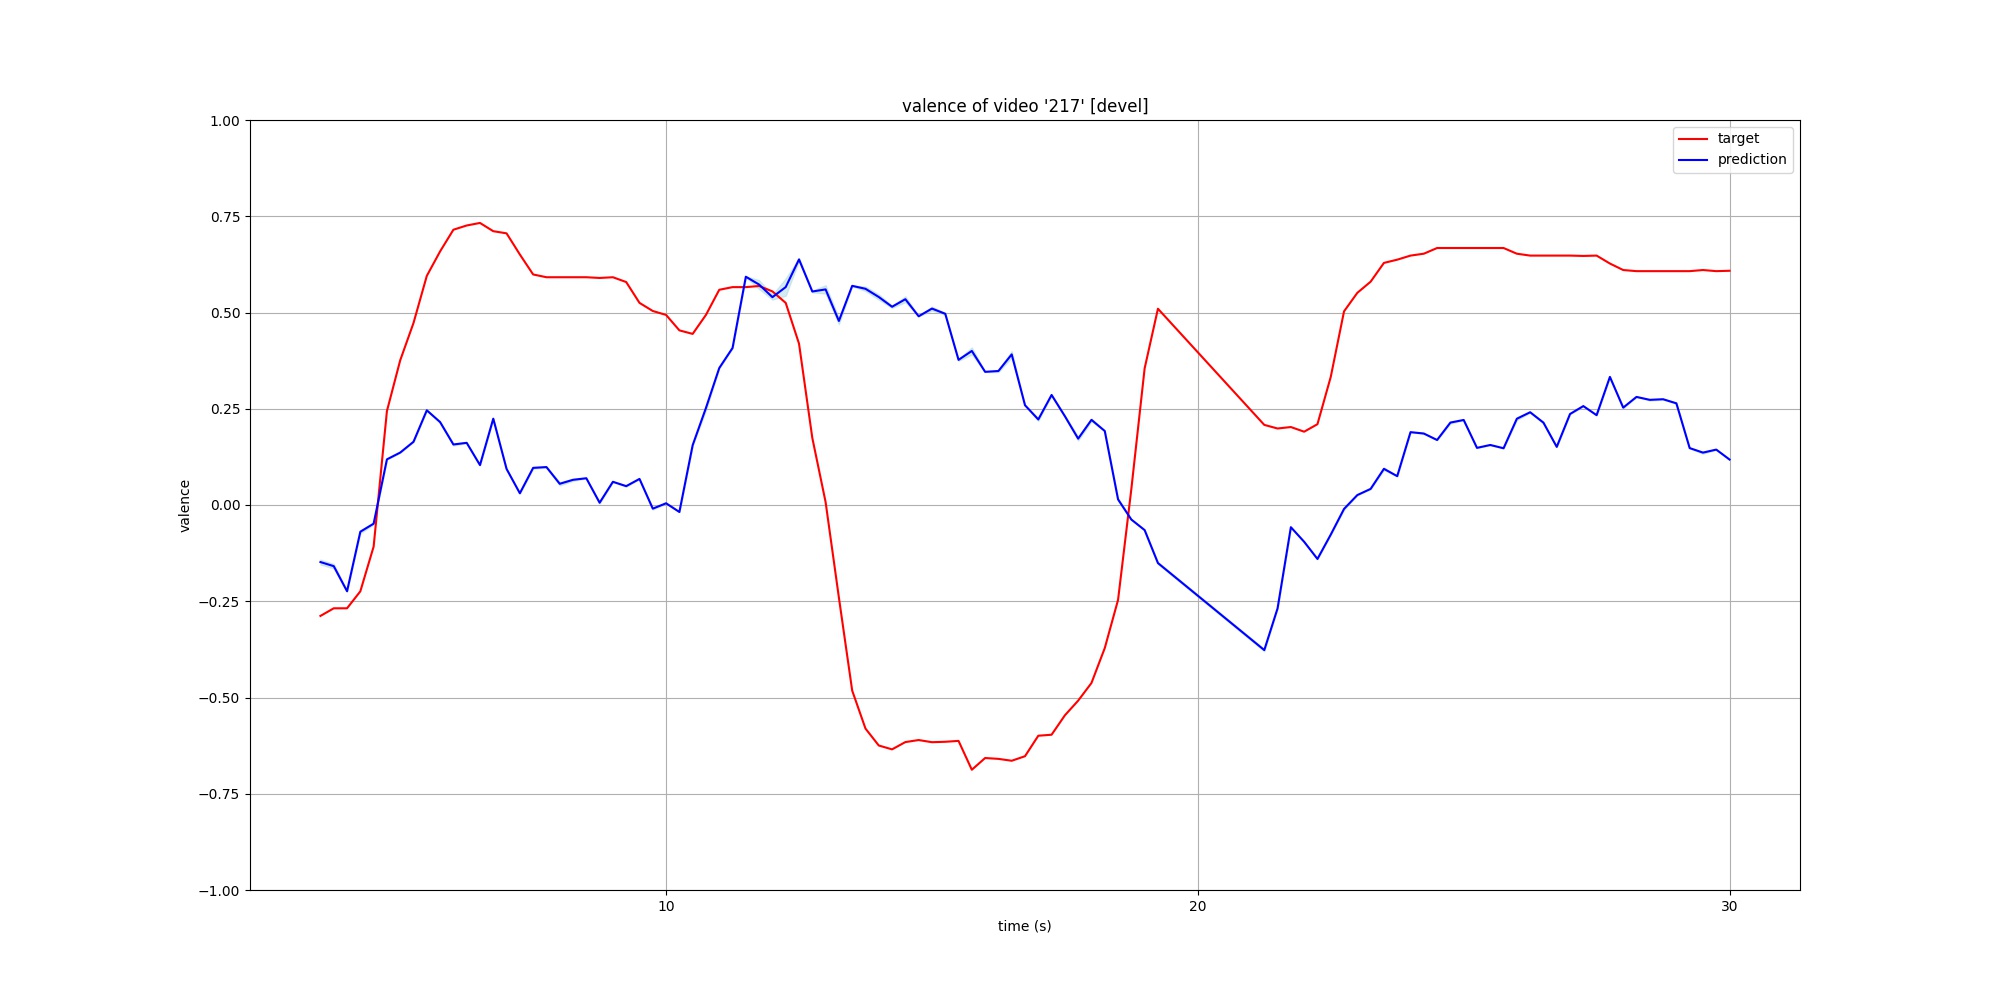 valence of video '217' [devel]
target
prediction
1.00
0.75
0.50
0.25
0.00
−0.25
−0.50
−0.75
−1.00
valence
10
20
30
time (s)